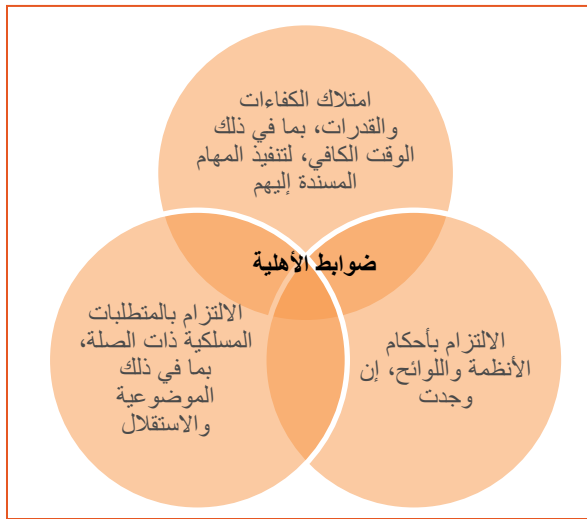 امتلاك الكفاءات
والقدرات، بما في ذلك
الوقت الكافي، لتنفيذ المهام
المسندة إليهم
ضوابط الأهلية
الالتزام بأحكام
الأنظمة واللوائح، إن
وجدت
الالتزام بالمتطلبات
المسلكية ذات الصلة،
بما في ذلك
الموضوعية
والاستقلال